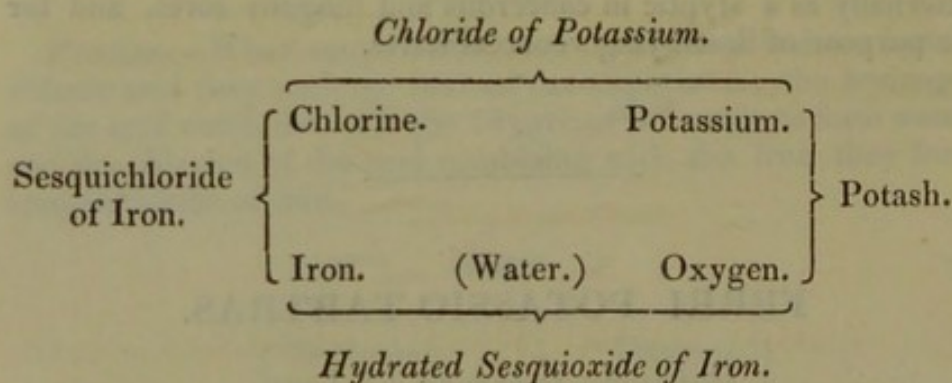 Chloride of Potassium.
Chlorine. Potassium.
Sesquichloride
of Iron.
Potash.
Iron. (Water.) Oxygen.
Hydrated Sesquioxide of Iron.